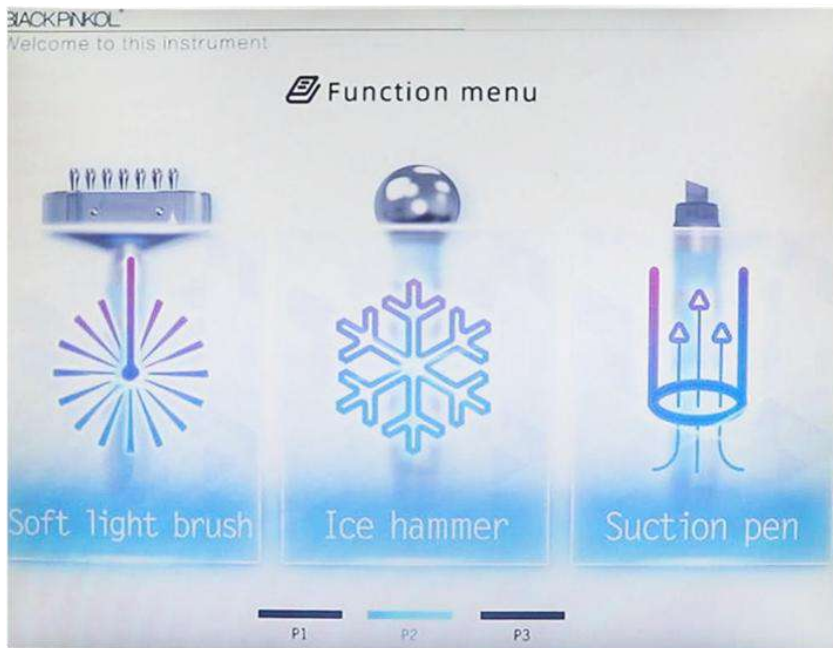 BLACKPiNKOL
Welcome to this instrument
Function menu
Soft light brush
Ice hammer
Suction pen
P1
P2
P3